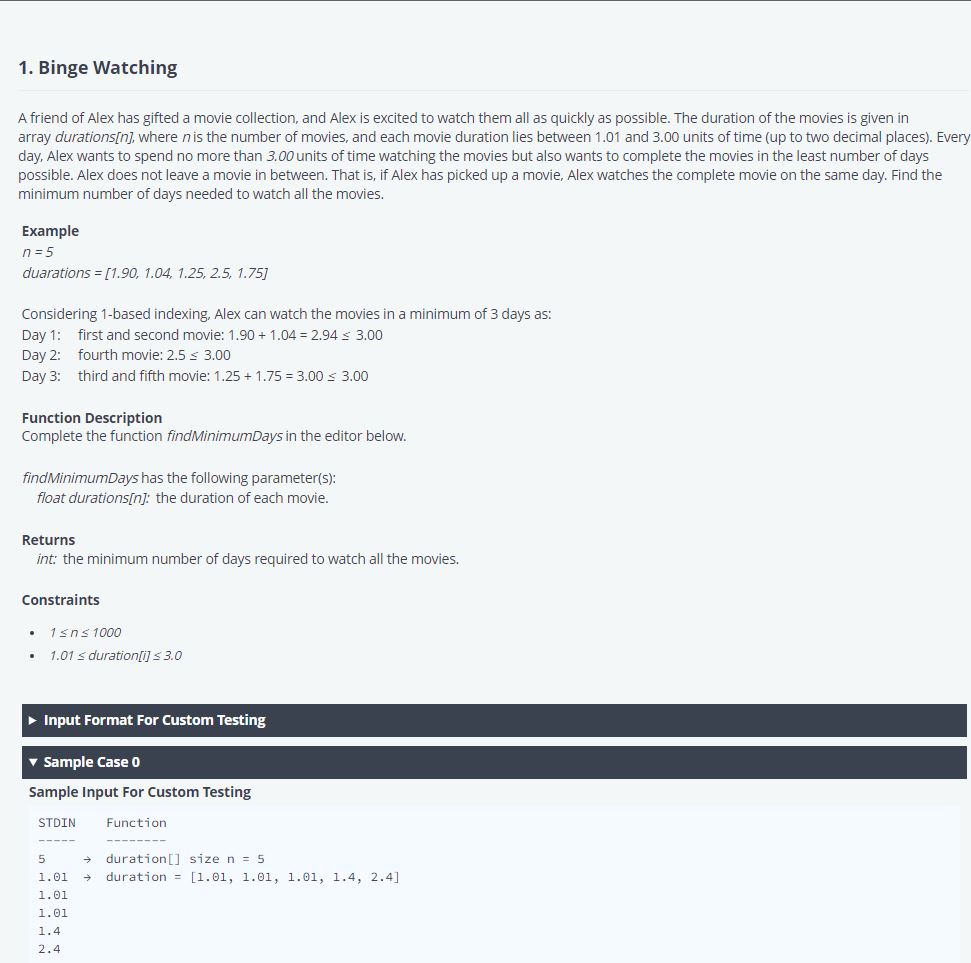 1. Binge Watching
A friend of Alex has gifted a movie collection, and Alex is excited to watch them all as quickly as possible. The duration of the movies is given in
array durations[n], where n is the number of movies, and each movie duration lies between 1.01 and 3.00 units of time (up to two decimal places). Every
day, Alex wants to spend no more than 3.00 units of time watching the movies but also wants to complete the movies in the least number of days
possible. Alex does not leave a movie in between. That is, if Alex has picked up a movie, Alex watches the complete movie on the same day. Find the
minimum number of days needed to watch all the movies.
Example
n = 5
duarations = [1.90, 1.04, 1.25, 2.5, 1.75]
Considering 1-based indexing, Alex can watch the movies in a minimum of 3 days as:
Day 1: first and second movie: 1.90 + 1.04 = 2.94 ≤ 3.00
Day 2: fourth movie: 2.5 ≤ 3.00
Day 3: third and fifth movie: 1.25 + 1.75 = 3.00 ≤ 3.00
Function Description
Complete the function findMinimumDays in the editor below.
findMinimumDays has the following parameter(s):
float durations[n]: the duration of each movie.
Returns
int: the minimum number of days required to watch all the movies.
Constraints
• 1 ≤ n ≤ 1000
• 1.01 ≤ duration[i] ≤ 3.0
▶ Input Format For Custom Testing
▼ Sample Case 0
Sample Input For Custom Testing
STDIN Function
----- --------
5 → duration[] size n = 5
1.01 → duration = [1.01, 1.01, 1.01, 1.4, 2.4]
1.01
1.01
1.4
2.4